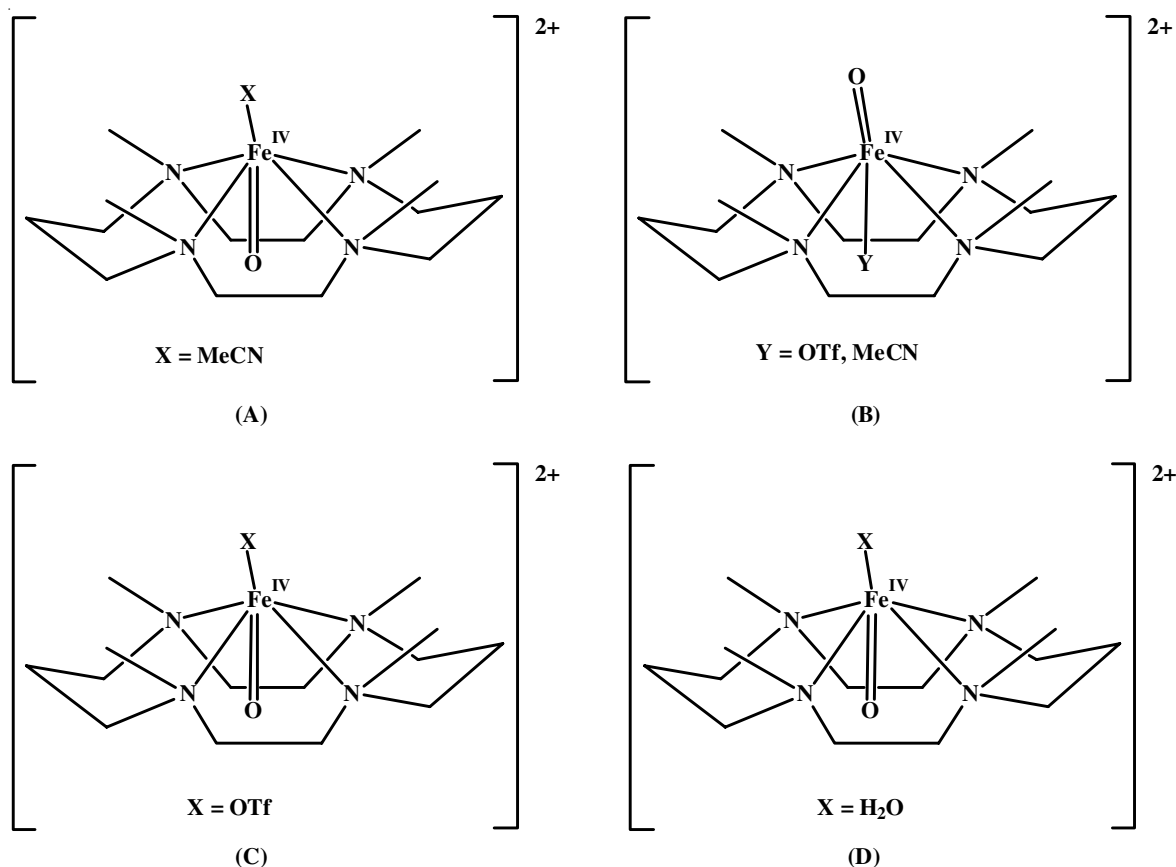 2+
X
IV
Fe
N
N
N
N
O
X = MeCN
(A)
2+
O
IV
Fe
N
N
N
N
Y
Y = OTf, MeCN
(B)
2+
X
IV
Fe
N
N
N
N
O
X = OTf
(C)
2+
X
IV
Fe
N
N
N
N
O
X = H₂O
(D)